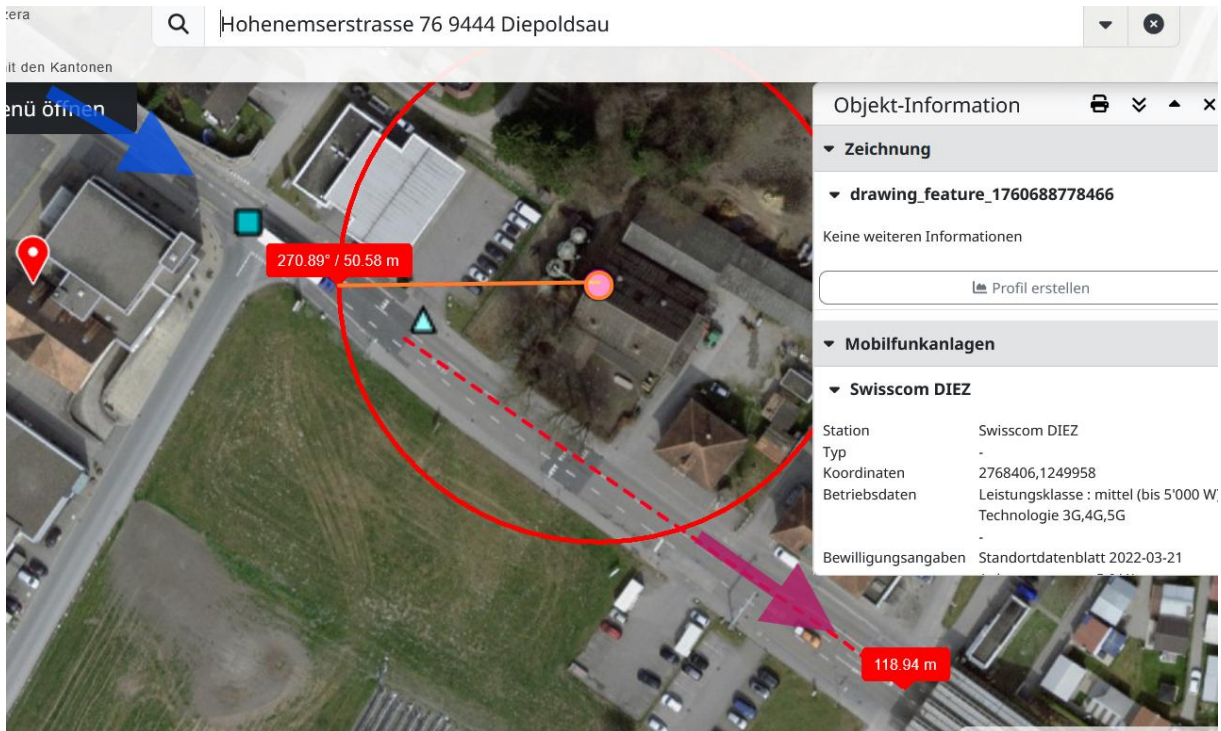 zera
Hohenemserstrasse 76 9444 Diepoldsau
it den Kantonen
enü öffnen
Objekt-Information
Zeichnung
drawing_feature_1760688778466
Keine weiteren Informationen
Profil erstellen
Mobilfunkanlagen
Swisscom DIEZ
Station Swisscom DIEZ
Typ -
Koordinaten 2768406,1249958
Betriebsdaten Leistungsklasse : mittel (bis 5'000 W)
Technologie 3G,4G,5G
-
Bewilligungsangaben Standortdatenblatt 2022-03-21
270.89° / 50.58 m
118.94 m